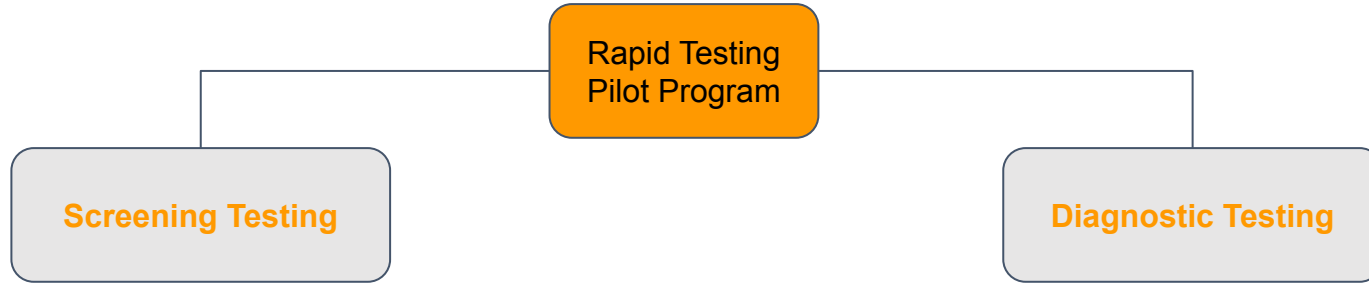 Rapid Testing
Pilot Program
Screening Testing
Diagnostic Testing